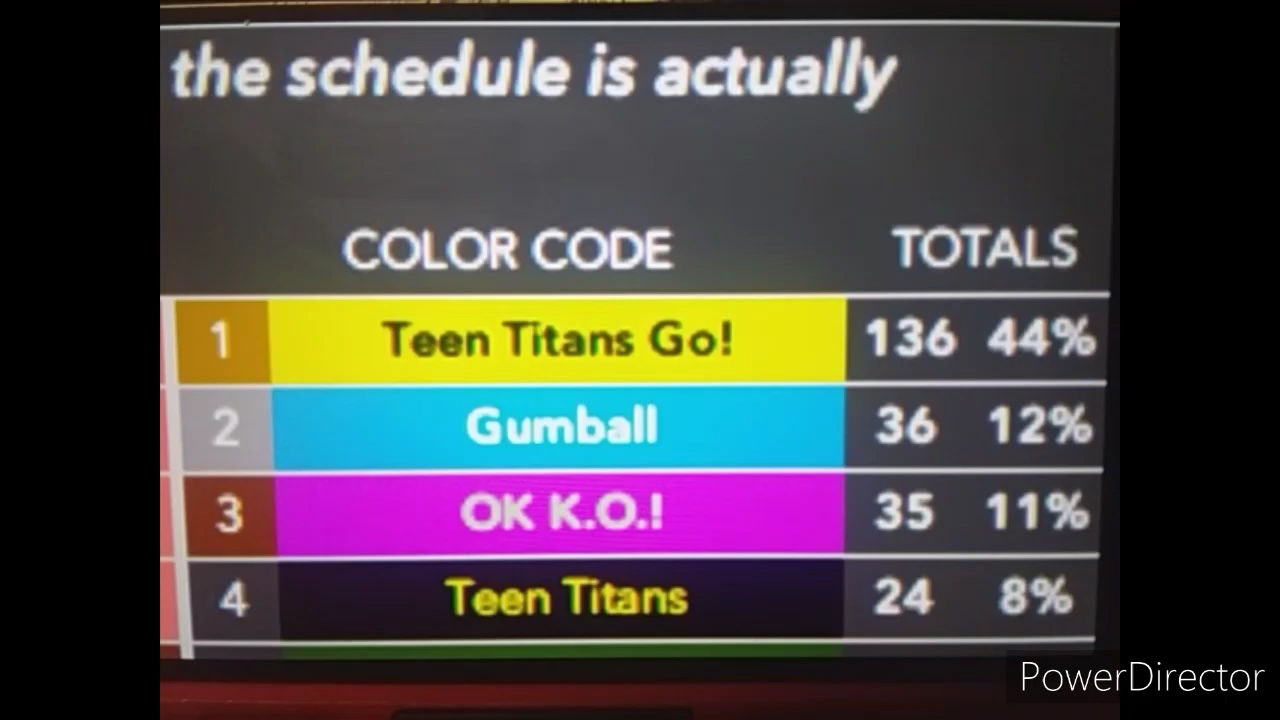 the schedule is actually
COLOR CODE TOTALS
1 Teen Titans Go! 136 44%
2 Gumball 36 12%
3 OK K.O.! 35 11%
4 Teen Titans 24 8%
PowerDirector